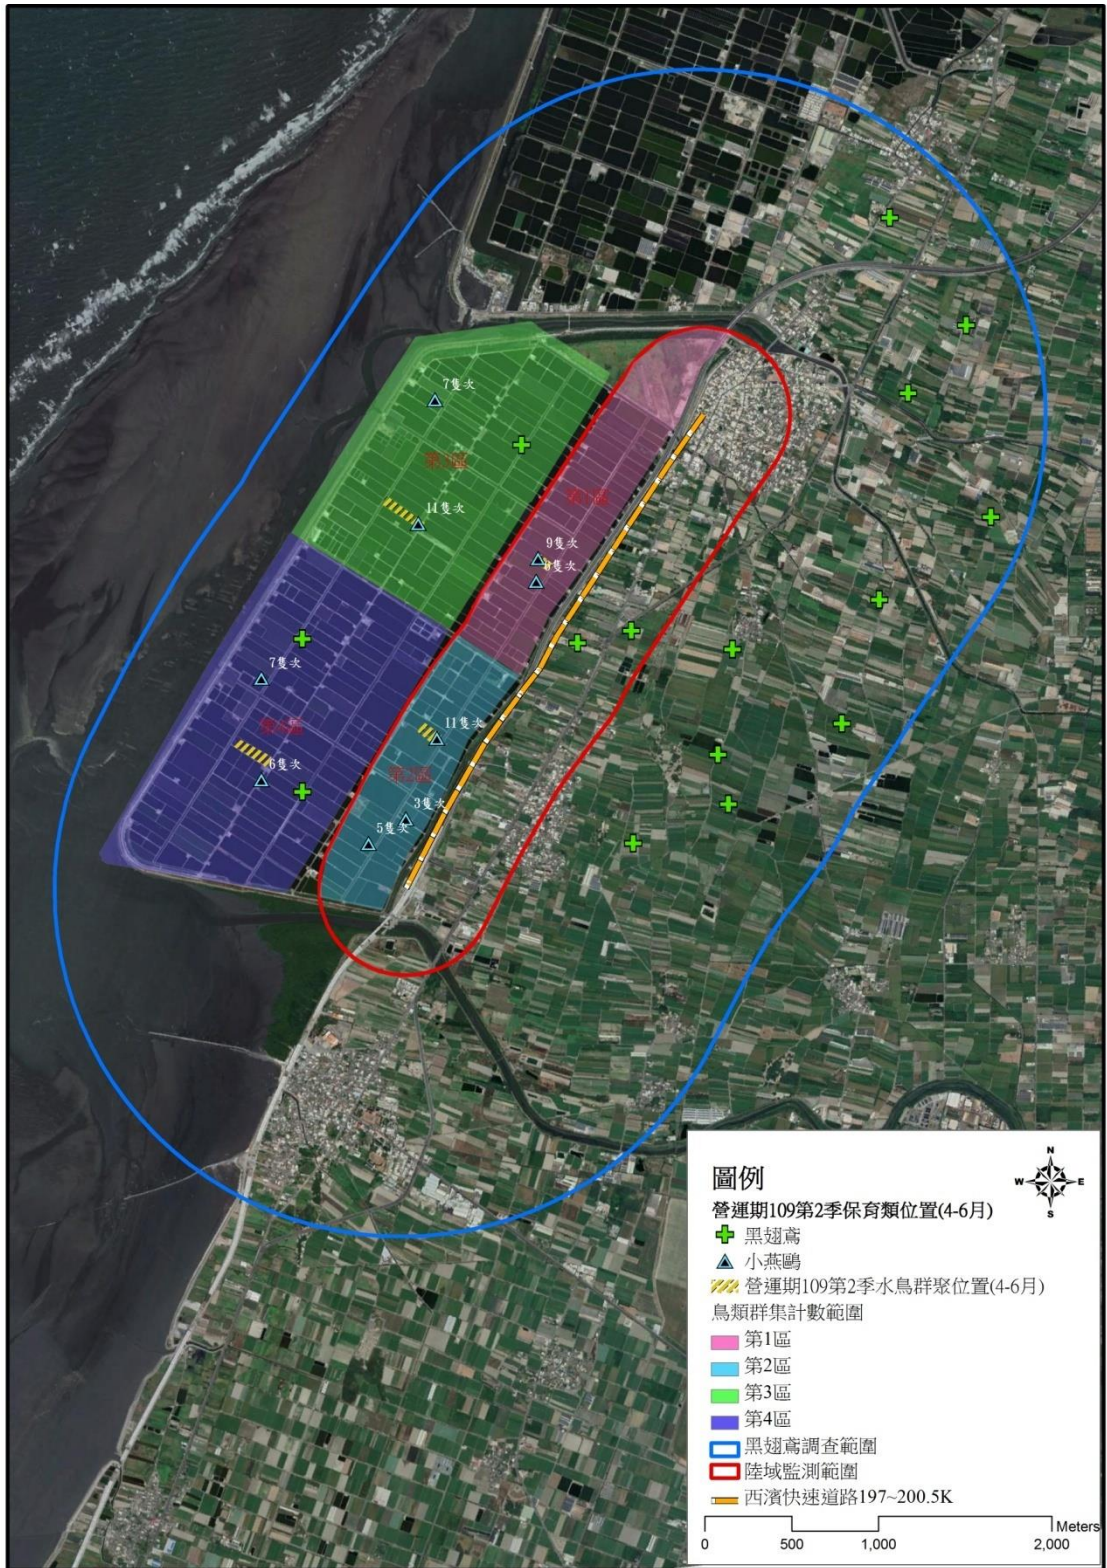 7隻次
第3區
11隻次
第1區
9隻次
8隻次
7隻次
第4區
6隻次
11隻次
第2區
3隻次
5隻次
圖例
N
W E
S
營運期109第2季保育類位置(4-6月)
黑翅鳶
小燕鷗
營運期109第2季水鳥群聚位置(4-6月)
鳥類群集計數範圍
第1區
第2區
第3區
第4區
黑翅鳶調查範圍
陸域監測範圍
西濱快速道路197~200.5K
Meters
0 500 1,000 2,000